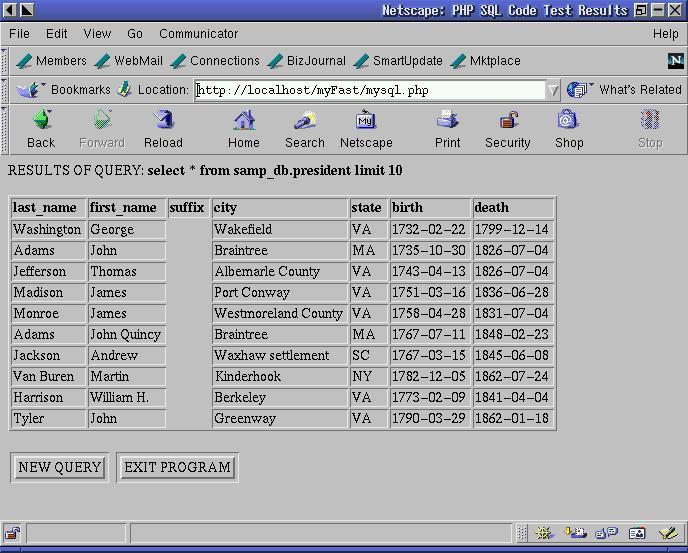 Netscape: PHP SQL Code Test Results
File Edit View Go Communicator Help
Members WebMail Connections BizJournal SmartUpdate Mktplace N
Bookmarks Location: http://localhost/myFast/mysql.php What's Related
My
Back Forward Reload Home Search Netscape Print Security Shop Stop
RESULTS OF QUERY: select * from samp_db.president limit 10
last_name first_name suffix city state birth death
Washington George Wakefield VA 1732-02-22 1799-12-14
Adams John Braintree MA 1735-10-30 1826-07-04
Jefferson Thomas Albemarle County VA 1743-04-13 1826-07-04
Madison James Port Conway VA 1751-03-16 1836-06-28
Monroe James Westmoreland County VA 1758-04-28 1831-07-04
Adams John Quincy Braintree MA 1767-07-11 1848-02-23
Jackson Andrew Waxhaw settlement SC 1767-03-15 1845-06-08
Van Buren Martin Kinderhook NY 1782-12-05 1862-07-24
Harrison William H. Berkeley VA 1773-02-09 1841-04-04
Tyler John Greenway VA 1790-03-29 1862-01-18
NEW QUERY EXIT PROGRAM